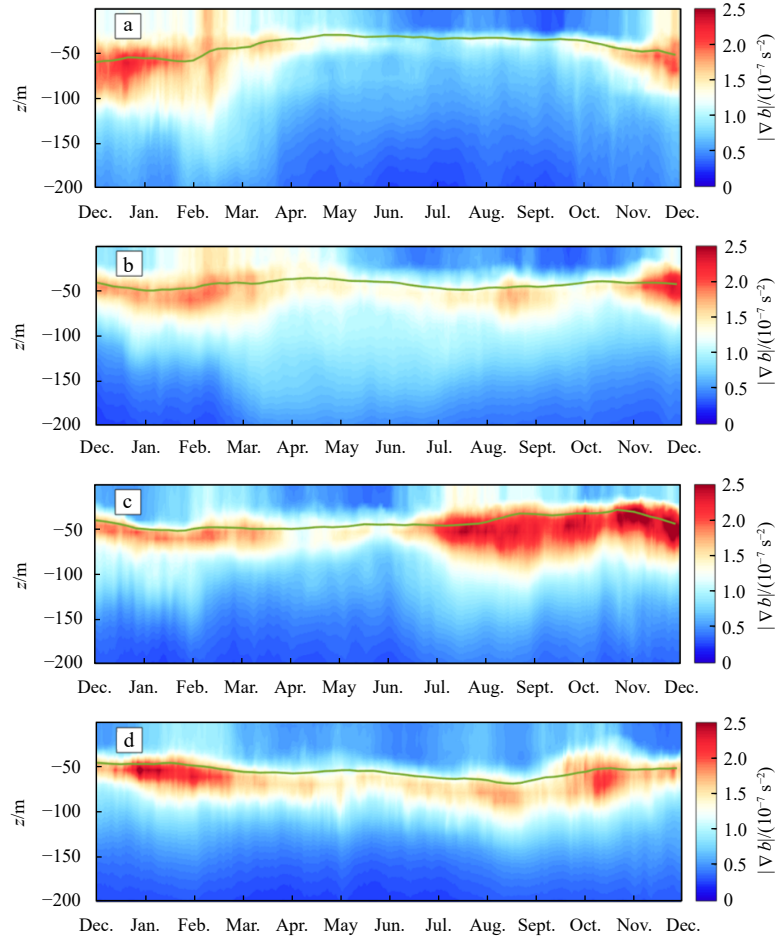 a
−50
−100
−150
−200
z/m
Dec. Jan. Feb. Mar. Apr. May Jun. Jul. Aug. Sept. Oct. Nov. Dec.
2.5
2.0
1.5
1.0
0.5
0
|∇b|/(10⁻⁷ s⁻²)
b
−50
−100
−150
−200
z/m
Dec. Jan. Feb. Mar. Apr. May Jun. Jul. Aug. Sept. Oct. Nov. Dec.
2.5
2.0
1.5
1.0
0.5
0
|∇b|/(10⁻⁷ s⁻²)
c
−50
−100
−150
−200
z/m
Dec. Jan. Feb. Mar. Apr. May Jun. Jul. Aug. Sept. Oct. Nov. Dec.
2.5
2.0
1.5
1.0
0.5
0
|∇b|/(10⁻⁷ s⁻²)
d
−50
−100
−150
−200
z/m
Dec. Jan. Feb. Mar. Apr. May Jun. Jul. Aug. Sept. Oct. Nov. Dec.
2.5
2.0
1.5
1.0
0.5
0
|∇b|/(10⁻⁷ s⁻²)